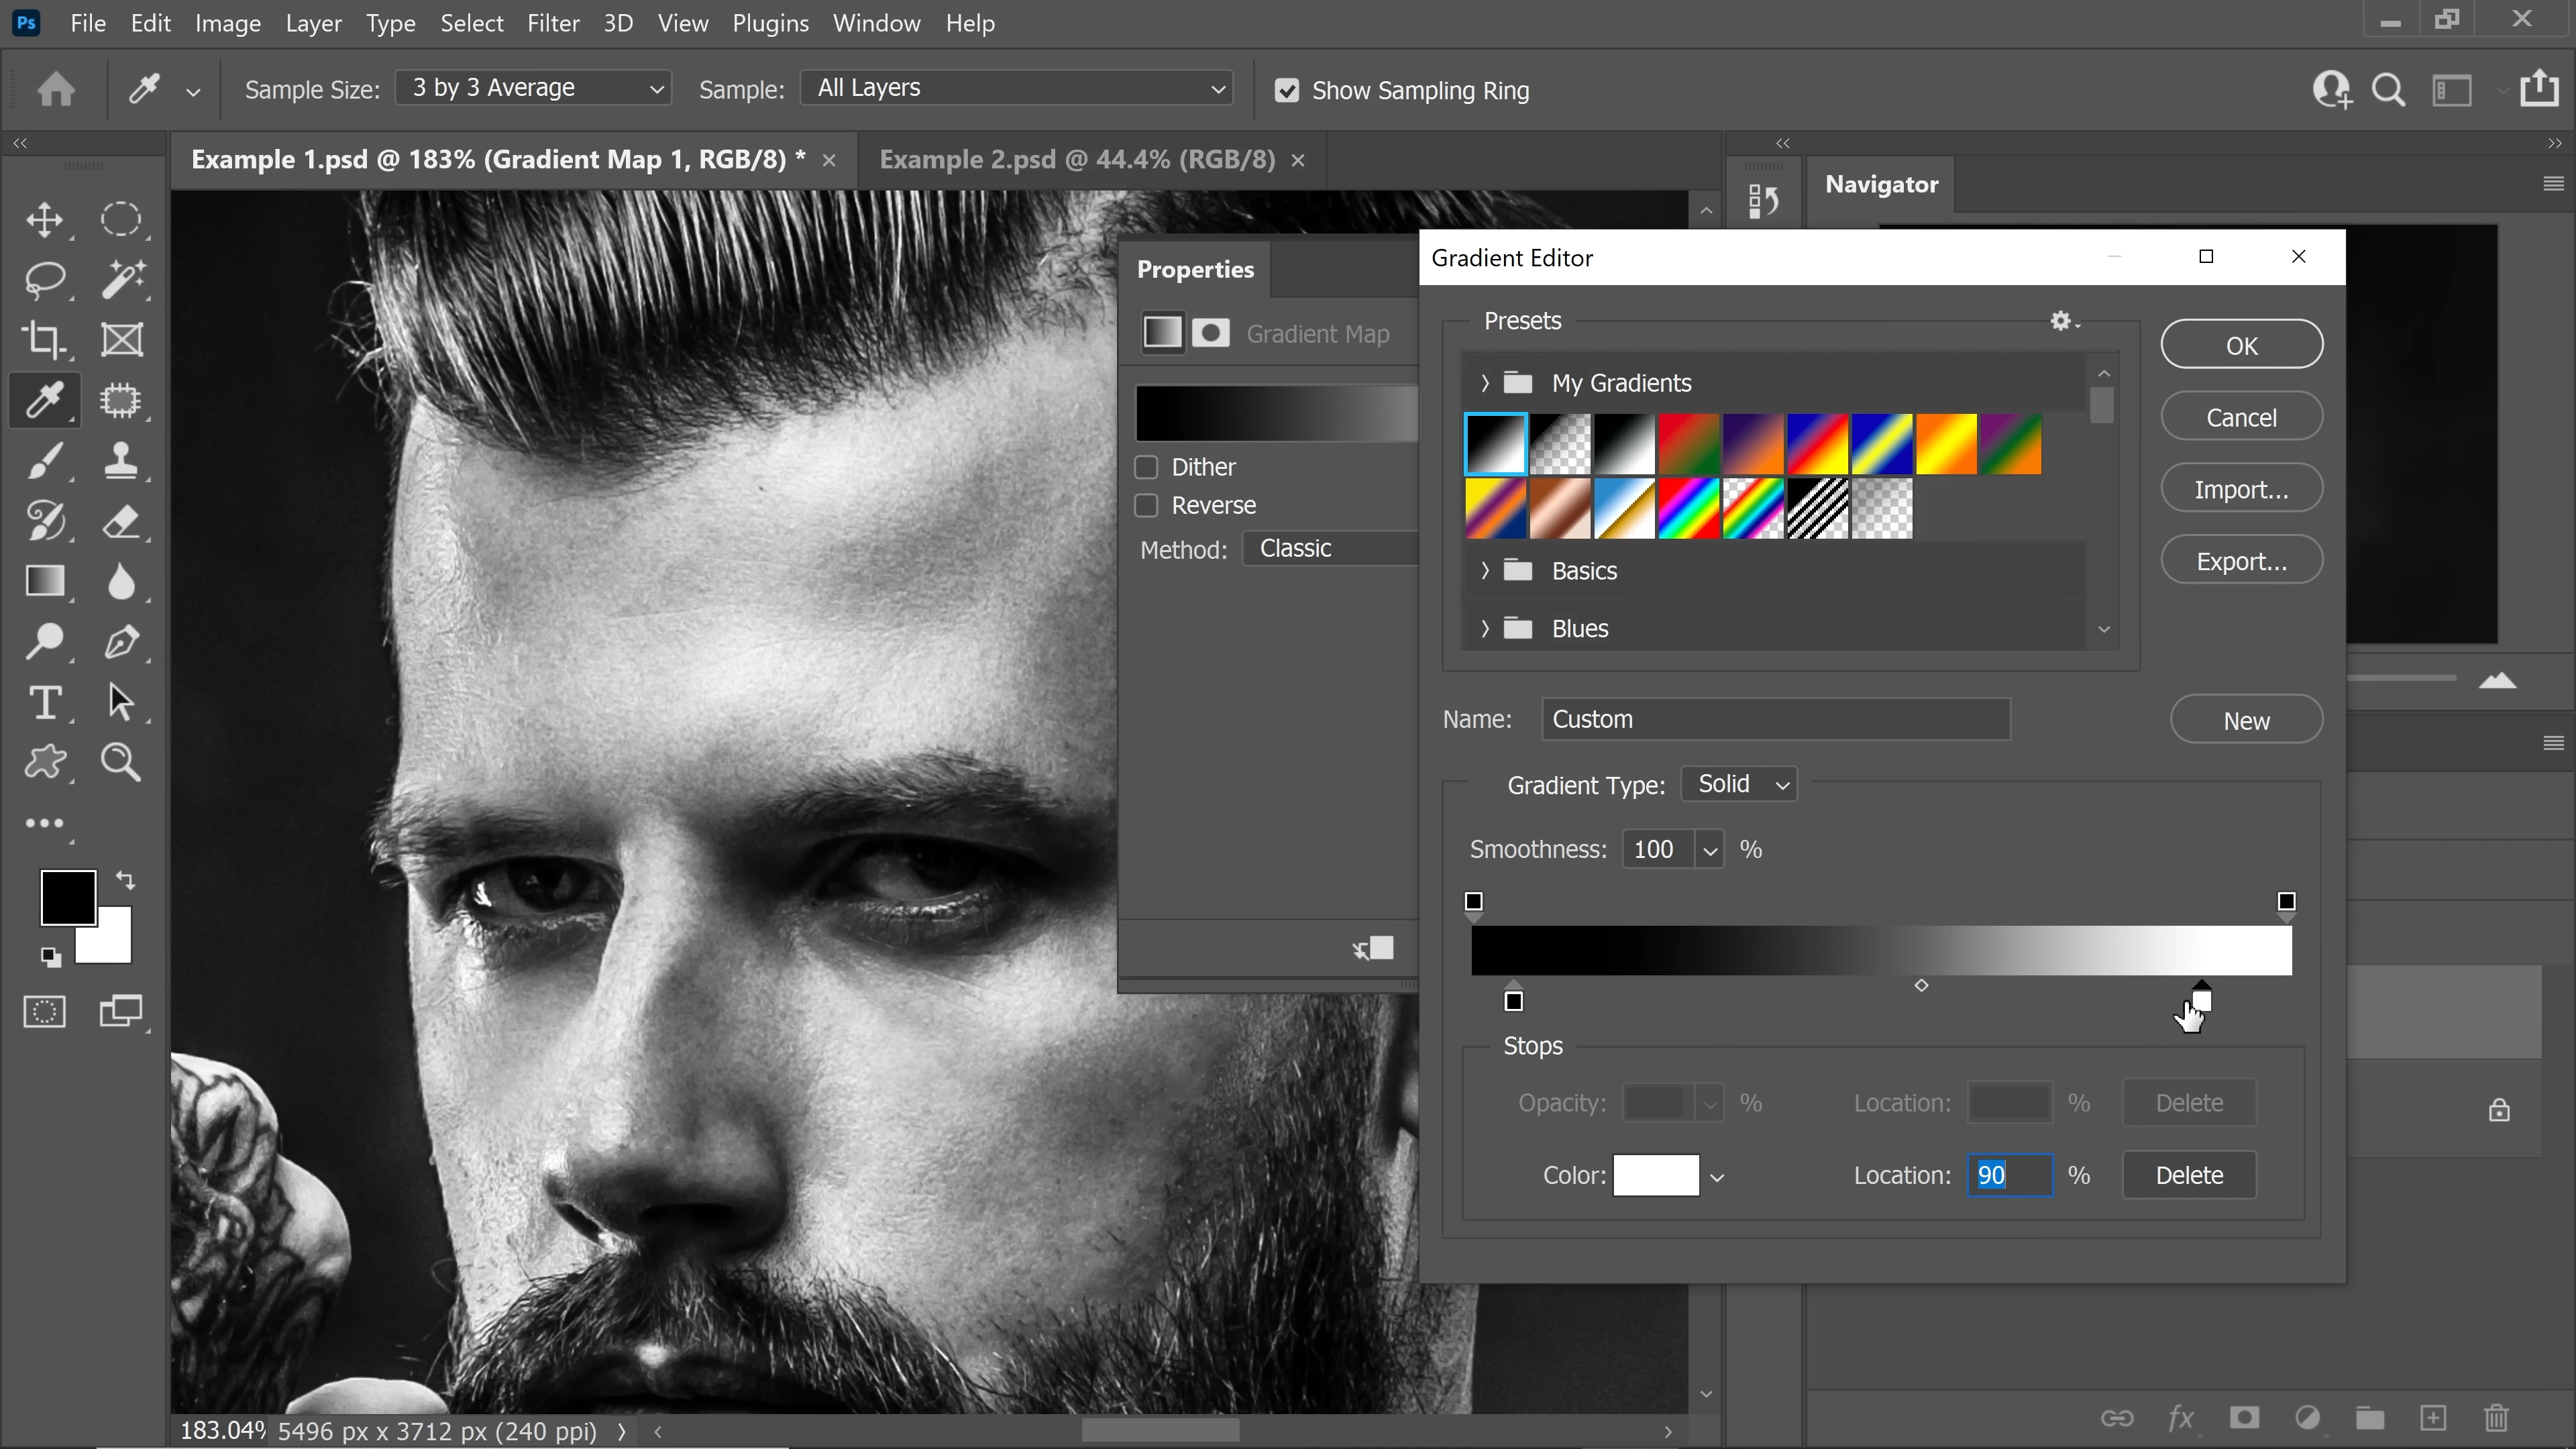 Ps File Edit Image Layer Type Select Filter 3D View Plugins Window Help
Sample Size: 3 by 3 Average Sample: All Layers Show Sampling Ring
Example 1.psd @ 183% (Gradient Map 1, RGB/8) * Example 2.psd @ 44.4% (RGB/8)
Navigator
Properties
Gradient Map
Dither
Reverse
Method: Classic
Gradient Editor
Presets
My Gradients
Basics
Blues
OK
Cancel
Import...
Export...
Name: Custom
New
Gradient Type: Solid
Smoothness: 100 %
Stops
Opacity: % Location: % Delete
Color: Location: 90 % Delete
T
fx
183.04% 5496 px x 3712 px (240 ppi)